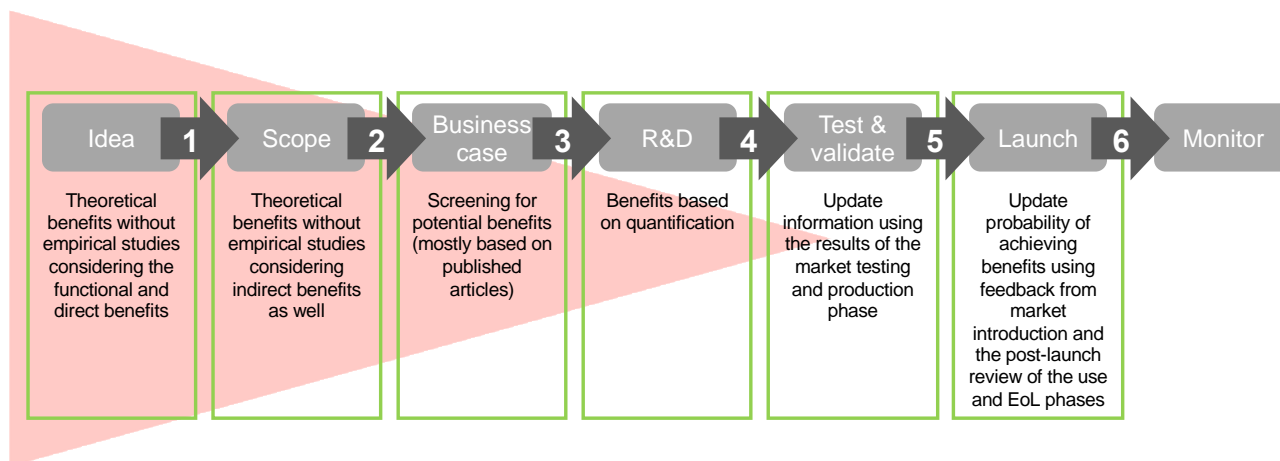 Idea
1
Scope
2
Business
case
3
R&D
4
Test &
validate
5
Launch
6
Monitor
Theoretical
benefits without
empirical studies
considering the
functional and
direct benefits
Theoretical
benefits without
empirical studies
considering
indirect benefits
as well
Screening for
potential benefits
(mostly based on
published
articles)
Benefits based
on quantification
Update
information using
the results of the
market testing
and production
phase
Update
probability of
achieving
benefits using
feedback from
market
introduction and
the post-launch
review of the use
and EoL phases